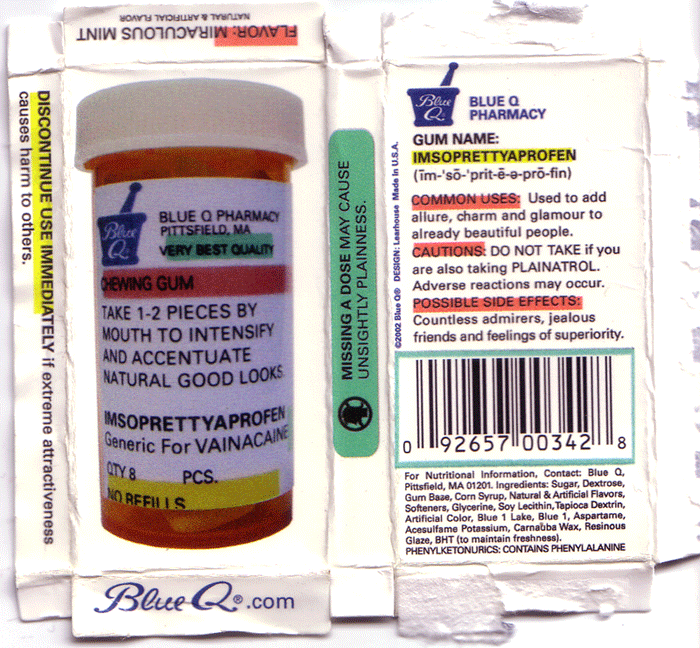 FLAVOR: MIRACULOUS MINT
NATURAL & ARTIFICIAL FLAVOR
DISCONTINUE USE IMMEDIATELY if extreme attractiveness
causes harm to others.
Blue
Q®
BLUE Q PHARMACY
PITTSFIELD, MA
VERY BEST QUALITY
CHEWING GUM
TAKE 1-2 PIECES BY
MOUTH TO INTENSIFY
AND ACCENTUATE
NATURAL GOOD LOOKS.
IMSOPRETTYAPROFEN
Generic For VAINACAINE
QTY 8 PCS.
NO REFILLS
Blue Q®.com
MISSING A DOSE MAY CAUSE
UNSIGHTLY PLAINNESS.
©2002 Blue Q® DESIGN: Learhouse Made in U.S.A.
Blue
Q®
BLUE Q
PHARMACY
GUM NAME:
IMSOPRETTYAPROFEN
(īm-'sō-'prit-ē-ə-prō-fin)
COMMON USES: Used to add
allure, charm and glamour to
already beautiful people.
CAUTIONS: DO NOT TAKE if you
are also taking PLAINATROL.
Adverse reactions may occur.
POSSIBLE SIDE EFFECTS:
Countless admirers, jealous
friends and feelings of superiority.
0 92657 00342 8
For Nutritional Information, Contact: Blue Q,
Pittsfield, MA 01201. Ingredients: Sugar, Dextrose,
Gum Base, Corn Syrup, Natural & Artificial Flavors,
Softeners, Glycerine, Soy Lecithin, Tapioca Dextrin,
Artificial Color, Blue 1 Lake, Blue 1, Aspartame,
Acesulfame Potassium, Carnabba Wax, Resinous
Glaze, BHT (to maintain freshness).
PHENYLKETONURICS: CONTAINS PHENYLALANINE